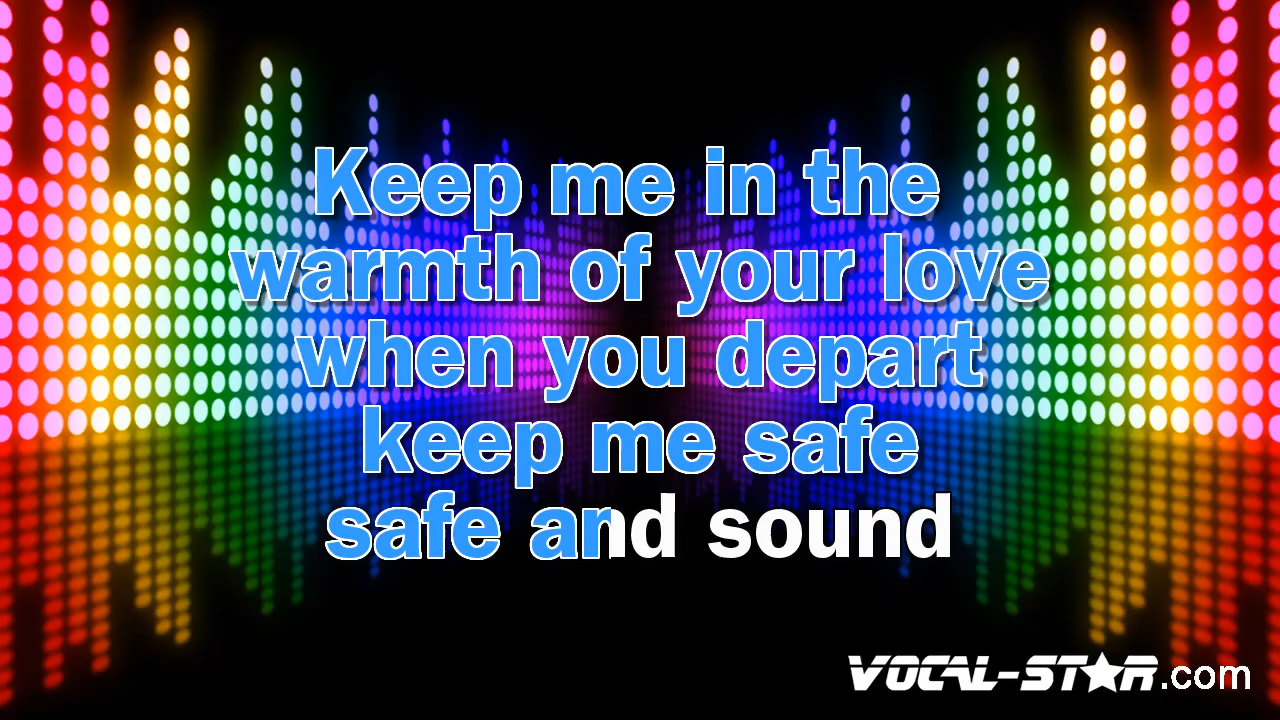 Keep me in the
warmth of your love
when you depart
keep me safe
safe and sound
VOCAL-STAR.com